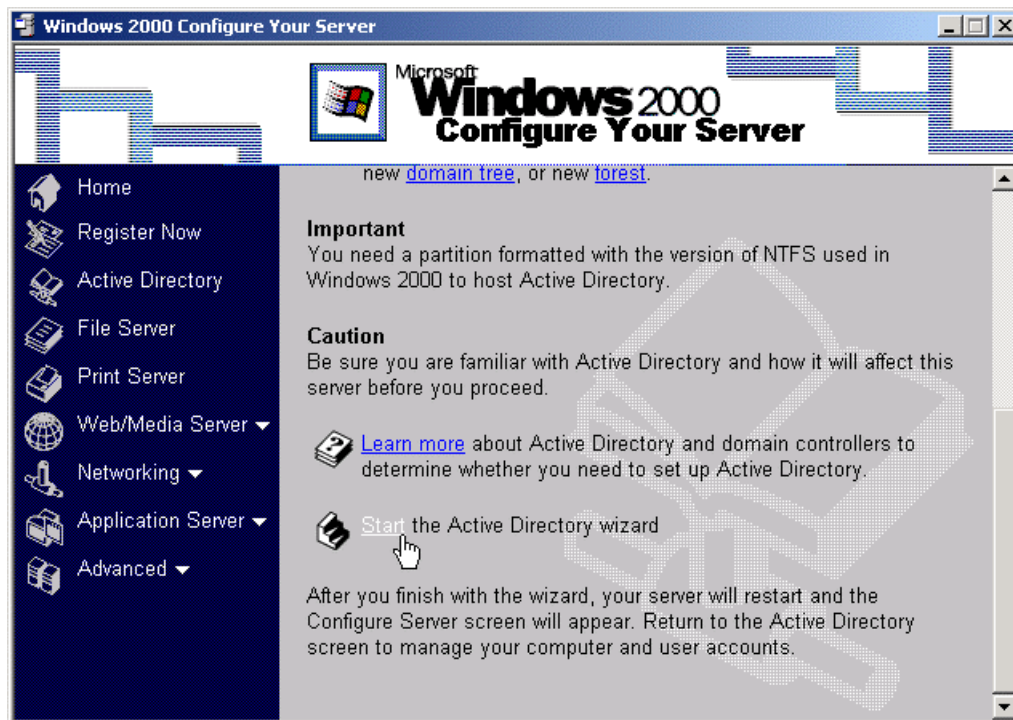 Windows 2000 Configure Your Server
Microsoft
Windows 2000
Configure Your Server
Home
Register Now
Active Directory
File Server
Print Server
Web/Media Server
Networking
Application Server
Advanced
new domain tree, or new forest.
Important
You need a partition formatted with the version of NTFS used in
Windows 2000 to host Active Directory.
Caution
Be sure you are familiar with Active Directory and how it will affect this
server before you proceed.
Learn more about Active Directory and domain controllers to
determine whether you need to set up Active Directory.
Start the Active Directory wizard
After you finish with the wizard, your server will restart and the
Configure Server screen will appear. Return to the Active Directory
screen to manage your computer and user accounts.